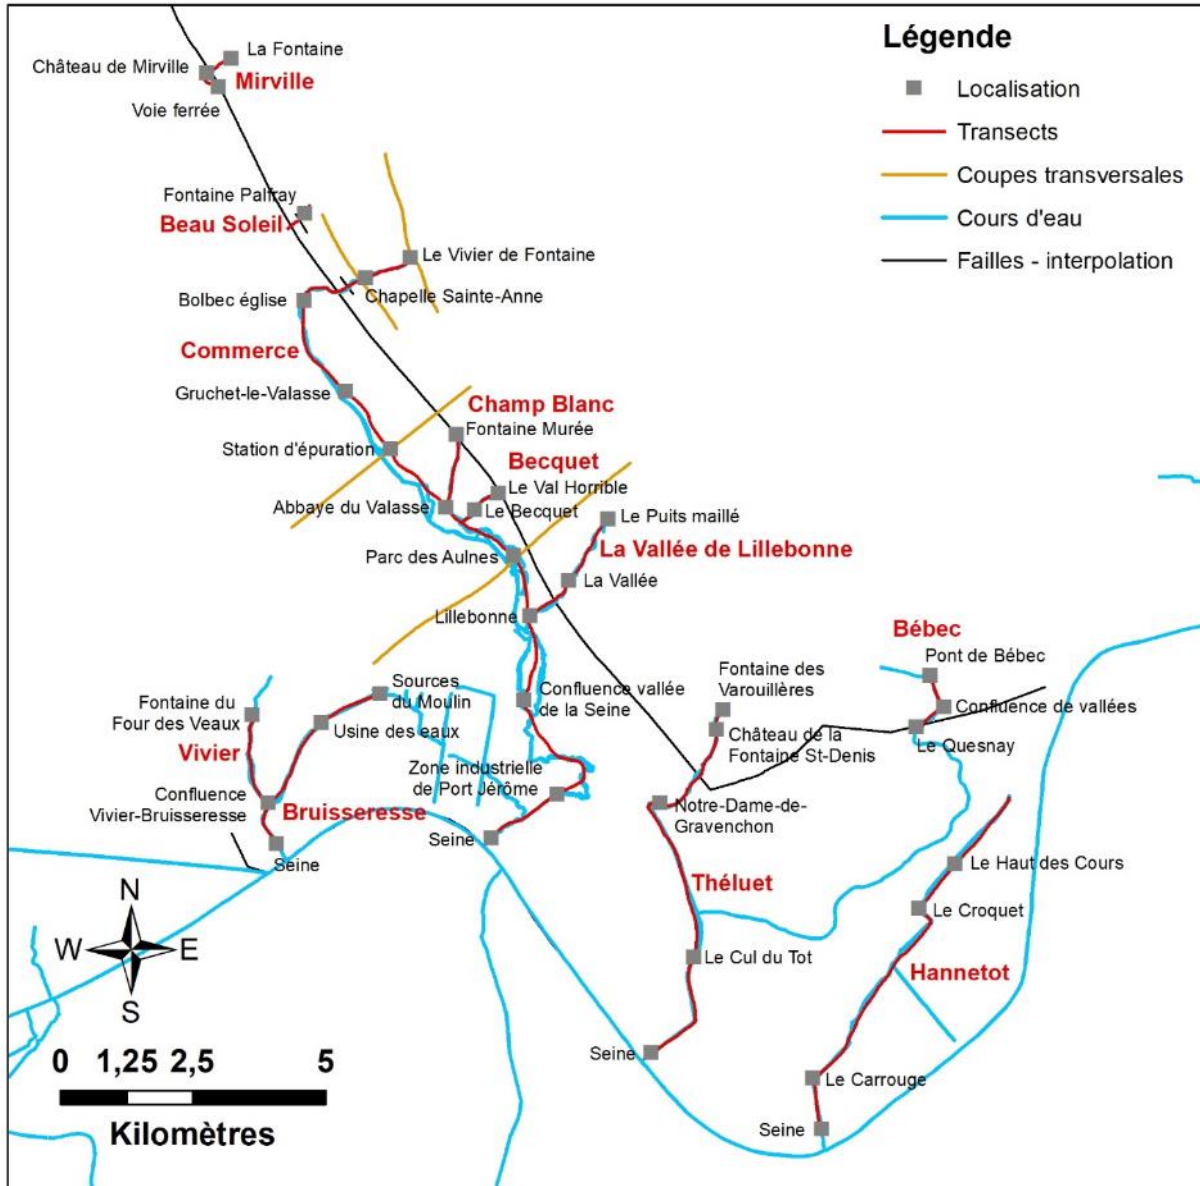 Légende
Localisation
Transects
Coupes transversales
Cours d'eau
Failles - interpolation
La Fontaine
Château de Mirville
Mirville
Voie ferrée
Fontaine Palfray
Beau Soleil
Le Vivier de Fontaine
Chapelle Sainte-Anne
Bolbec église
Commerce
Gruchet-le-Valasse
Champ Blanc
Fontaine Murée
Station d'épuration
Becquet
Le Val Horrible
Abbaye du Valasse
Le Becquet
Le Puits maillé
La Vallée de Lillebonne
Parc des Aulnes
La Vallée
Lillebonne
Bébec
Pont de Bébec
Confluence de vallées
Le Quesnay
Fontaine des
Varouillères
Château de la
Fontaine St-Denis
Sources
du Moulin
Confluence vallée
de la Seine
Fontaine du
Four des Veaux
Usine des eaux
Vivier
Zone industrielle
de Port Jérôme
Confluence
Vivier-Bruisseresse
Bruisseresse
Seine
Seine
Notre-Dame-de-
Gravenchon
Le Haut des Cours
Théluet
Le Croquet
Le Cul du Tot
Hannetot
Seine
Le Carrouge
Seine
N
W
E
S
0 1,25 2,5 5
Kilomètres